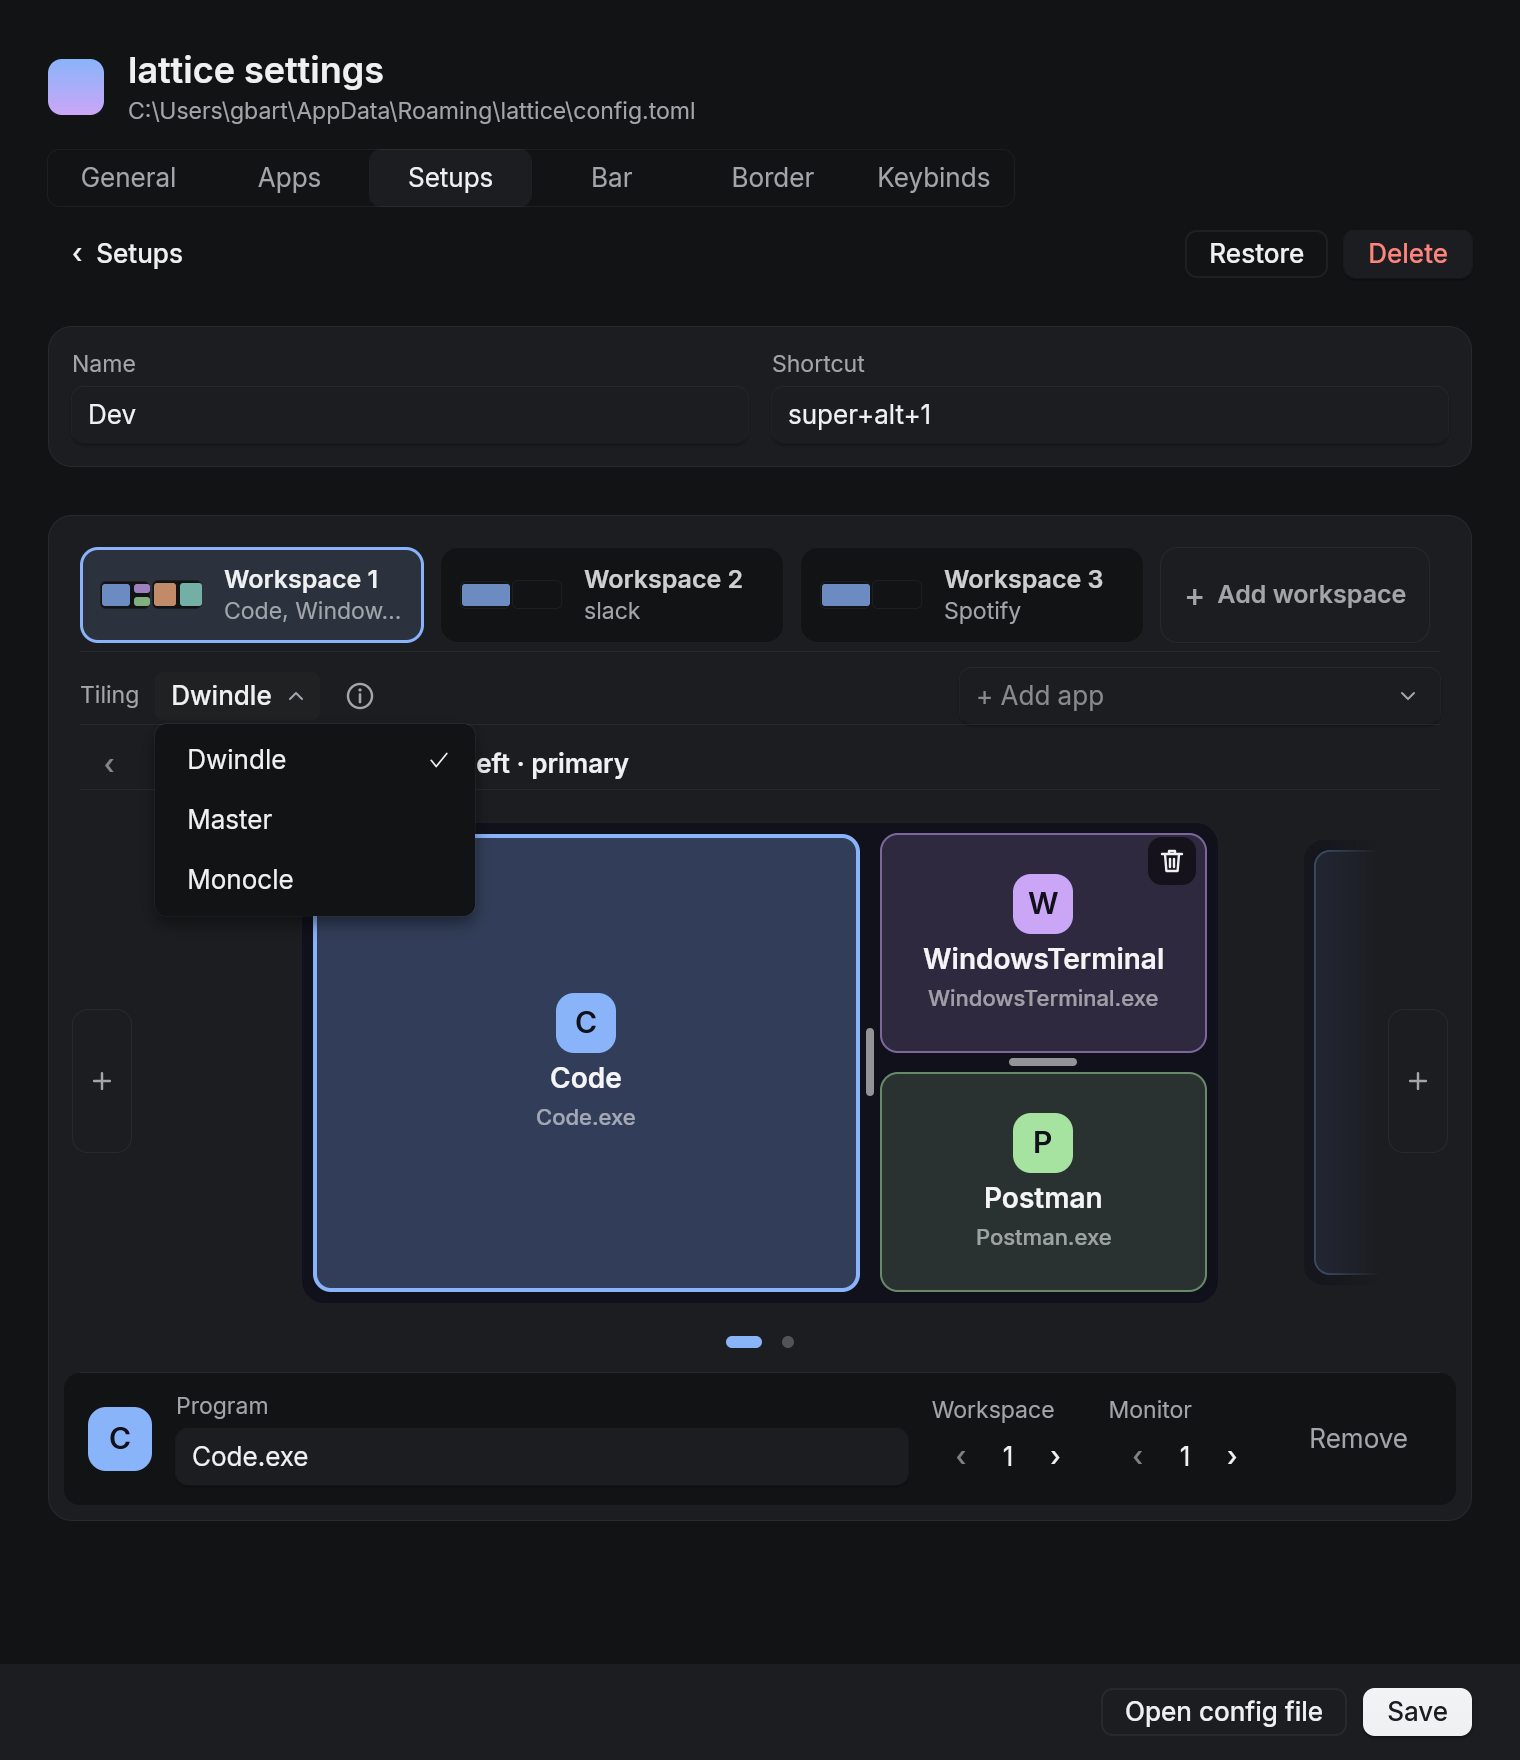 lattice settings
C:\Users\gbart\AppData\Roaming\lattice\config.toml
General Apps Setups Bar Border Keybinds
‹ Setups
Restore Delete
Name Shortcut
Dev super+alt+1
Workspace 1
Code, Window...
Workspace 2
slack
Workspace 3
Spotify
+ Add workspace
Tiling Dwindle
+ Add app
‹ eft · primary
Dwindle ✓
Master
Monocle
W
WindowsTerminal
WindowsTerminal.exe
C
Code
Code.exe
P
Postman
Postman.exe
+ +
C
Program Workspace Monitor
Code.exe ‹ 1 › ‹ 1 › Remove
Open config file Save